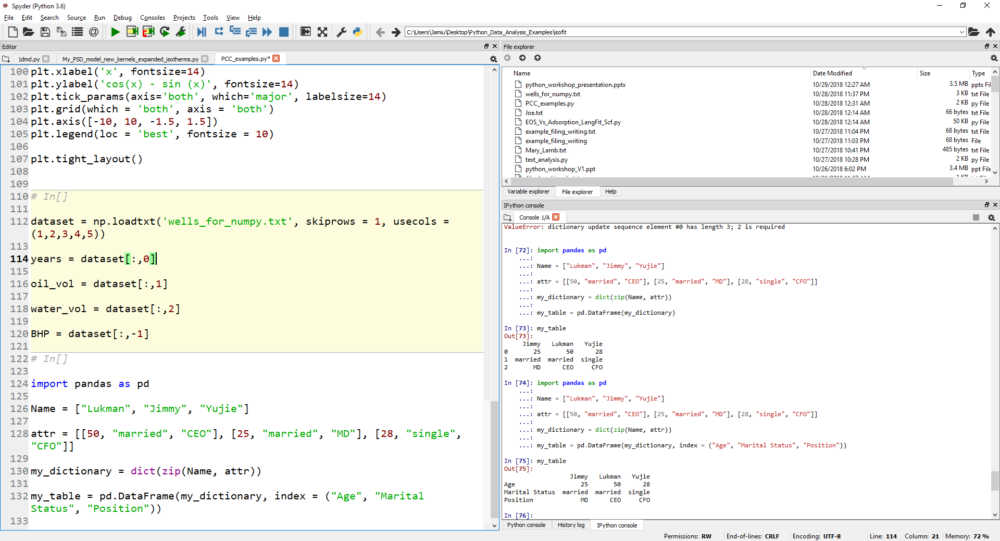 Spyder (Python 3.6)
File Edit Search Source Run Debug Consoles Projects Tools View Help
C:\Users\Jamiu\Desktop\Python_Data_Analysis_Examples\isofit
Editor
1dmd.py My_PSD_model_new_kernels_expanded_isotherms.py PCC_examples.py*
100 plt.xlabel('x', fontsize=14)
101 plt.ylabel('cos(x) - sin (x)', fontsize=14)
102 plt.tick_params(axis='both', which='major', labelsize=14)
103 plt.grid(which = 'both', axis = 'both')
104 plt.axis([-10, 10, -1.5, 1.5])
105 plt.legend(loc = 'best', fontsize = 10)
106
107 plt.tight_layout()
108
109
110 # In[]
111
112 dataset = np.loadtxt('wells_for_numpy.txt', skiprows = 1, usecols =
(1,2,3,4,5))
113
114 years = dataset[:,0]
115
116 oil_vol = dataset[:,1]
117
118 water_vol = dataset[:,2]
119
120 BHP = dataset[:,-1]
121
122 # In[]
123
124 import pandas as pd
125
126 Name = ["Lukman", "Jimmy", "Yujie"]
127
128 attr = [[50, "married", "CEO"], [25, "married", "MD"], [28, "single",
"CFO"]]
129
130 my_dictionary = dict(zip(Name, attr))
131
132 my_table = pd.DataFrame(my_dictionary, index = ("Age", "Marital
Status", "Position"))
133
File explorer
Name Date Modified Size Type
python_workshop_presentation.pptx 10/29/2018 12:27 AM 3.5 MB pptx Fil
wells_for_numpy.txt 10/28/2018 11:37 PM 3 KB txt File
PCC_examples.py 10/28/2018 12:31 AM 2 KB py File
Joe.txt 10/28/2018 12:14 AM 66 bytes txt File
EOS_Vs_Adsorption_LangFit_Scf.py 10/28/2018 12:14 AM 50 KB py File
example_filing_writing.txt 10/27/2018 11:04 PM 68 bytes txt File
example_filing_writing 10/27/2018 11:03 PM 68 bytes File
Mary_Lamb.txt 10/27/2018 10:41 PM 485 bytes txt File
text_analysis.py 10/27/2018 10:28 PM 2 KB py File
python_workshop_V1.ppt 10/26/2018 6:02 PM 3.4 MB ppt File
Variable explorer File explorer Help
IPython console
Console 1/A
ValueError: dictionary update sequence element #0 has length 3; 2 is required
In [72]: import pandas as pd
...:
...: Name = ["Lukman", "Jimmy", "Yujie"]
...:
...: attr = [[50, "married", "CEO"], [25, "married", "MD"], [28, "single", "CFO"]]
...:
...: my_dictionary = dict(zip(Name, attr))
...:
...: my_table = pd.DataFrame(my_dictionary)
In [73]: my_table
Out[73]:
Jimmy Lukman Yujie
0 25 50 28
1 married married single
2 MD CEO CFO
In [74]: import pandas as pd
...:
...: Name = ["Lukman", "Jimmy", "Yujie"]
...:
...: attr = [[50, "married", "CEO"], [25, "married", "MD"], [28, "single", "CFO"]]
...:
...: my_dictionary = dict(zip(Name, attr))
...:
...: my_table = pd.DataFrame(my_dictionary, index = ("Age", "Marital Status", "Position"))
In [75]: my_table
Out[75]:
Jimmy Lukman Yujie
Age 25 50 28
Marital Status married married single
Position MD CEO CFO
In [76]:
Python console History log IPython console
Permissions: RW End-of-lines: CRLF Encoding: UTF-8 Line: 114 Column: 21 Memory: 72 %